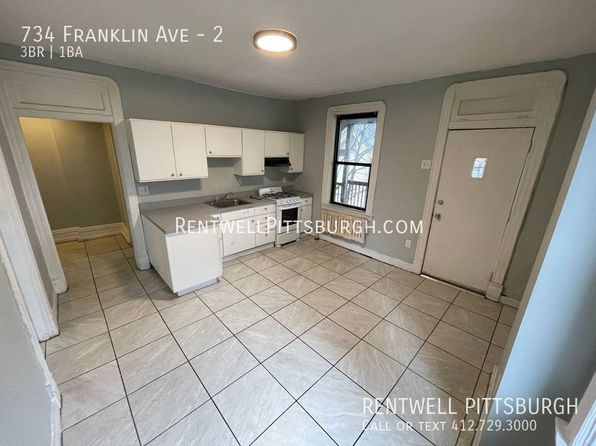 734 Franklin Ave - 2
3BR | 1BA
RentwellPittsburgh.com
Rentwell Pittsburgh
Call or Text 412.729.3000